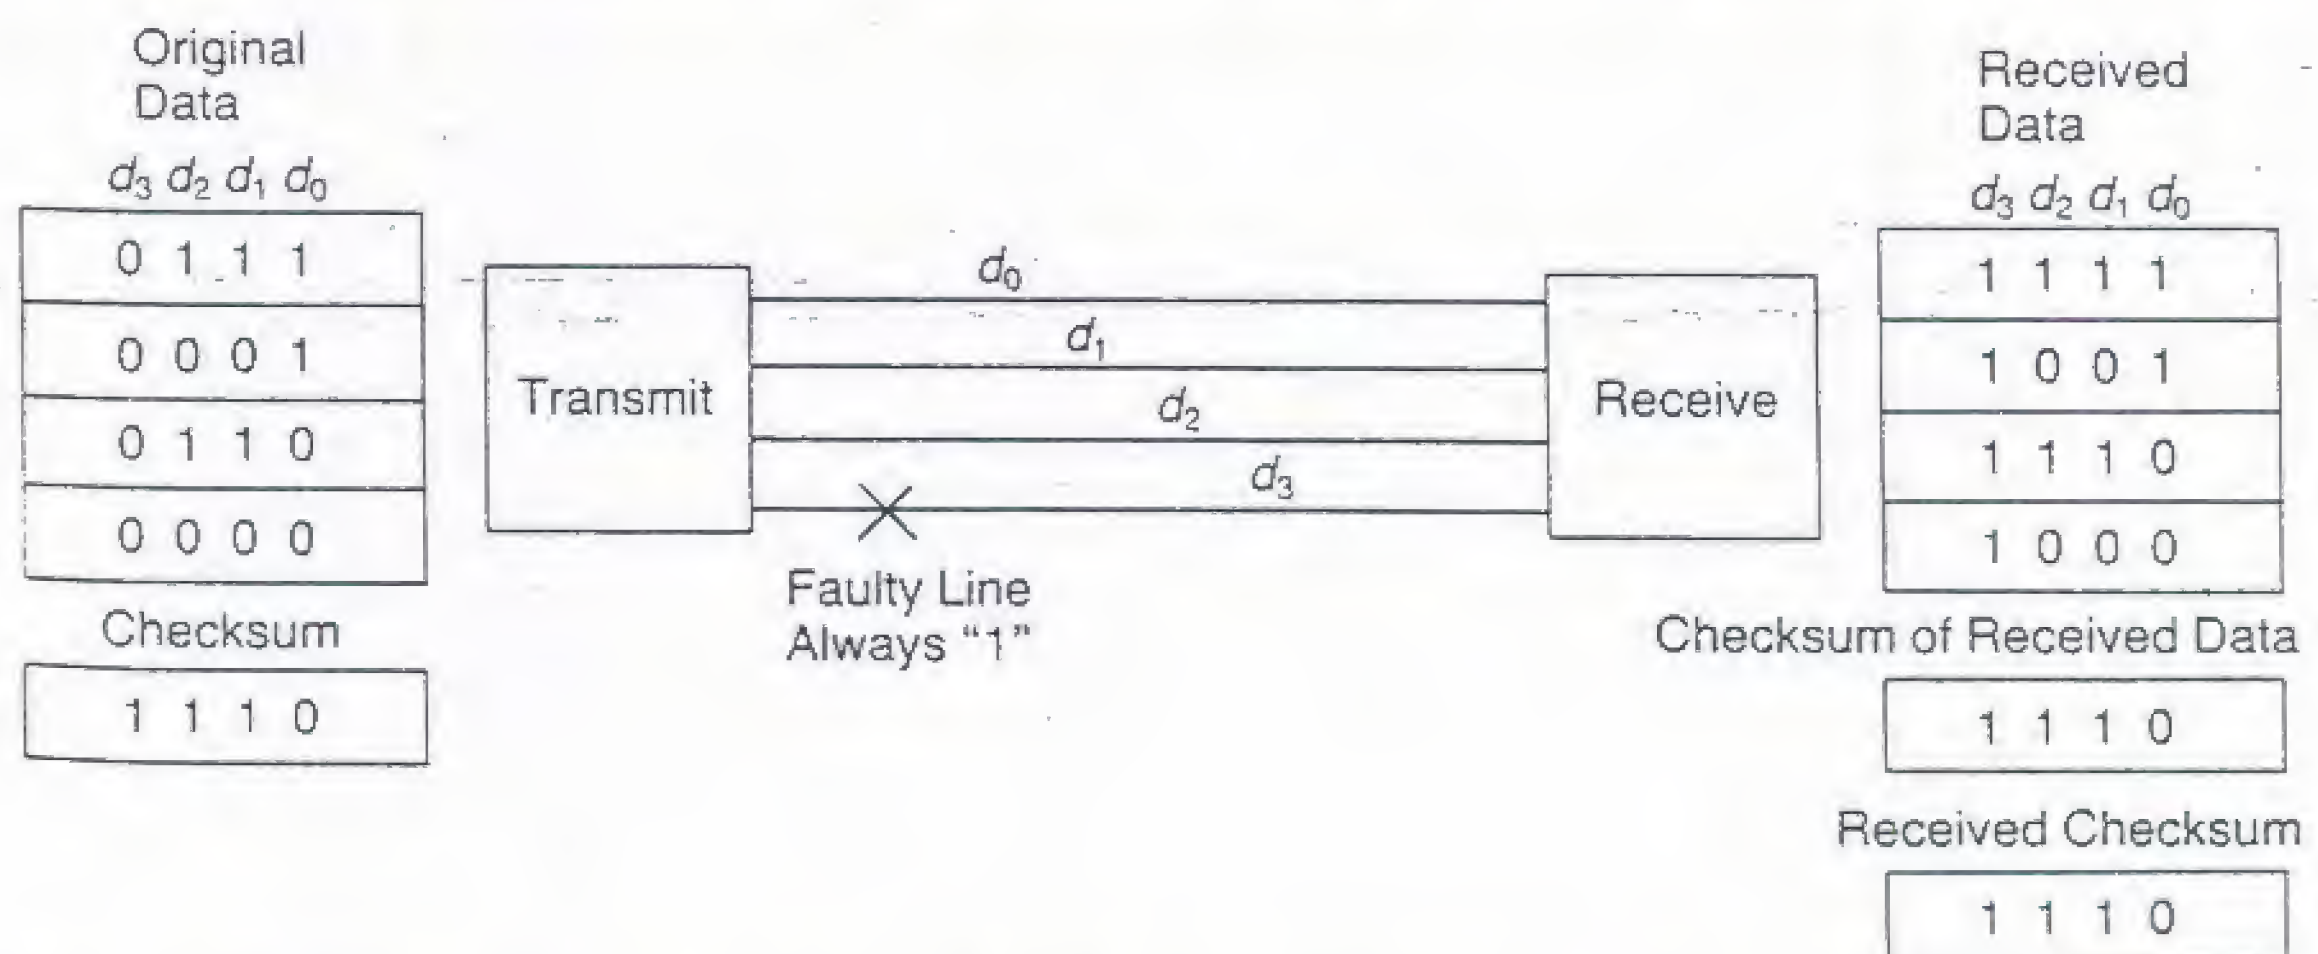 Original
Data
d₃ d₂ d₁ d₀
0 1 1 1
0 0 0 1
0 1 1 0
0 0 0 0
Checksum
1 1 1 0
Transmit
d₀
d₁
d₂
d₃
Faulty Line
Always “1”
Receive
Received
Data
d₃ d₂ d₁ d₀
1 1 1 1
1 0 0 1
1 1 1 0
1 0 0 0
Checksum of Received Data
1 1 1 0
Received Checksum
1 1 1 0